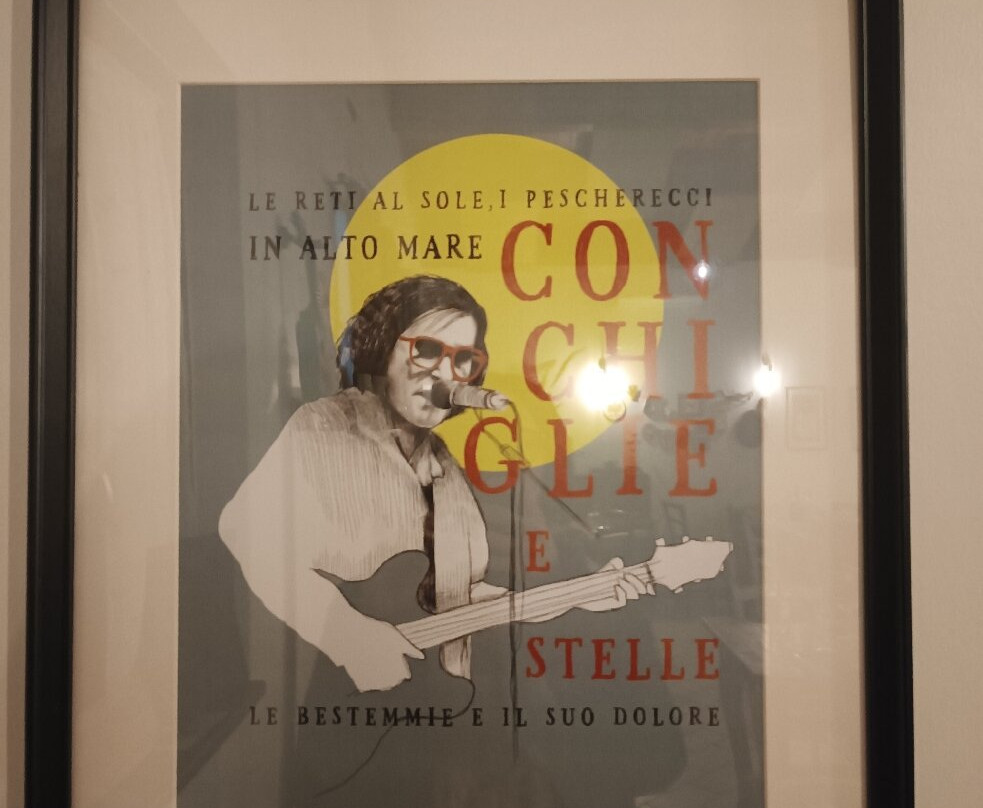 LE RETI AL SOLE, I PESCHERECCI
IN ALTO MARE CON
CHI
GLIE
E
STELLE
LE BESTEMMIE E IL SUO DOLORE